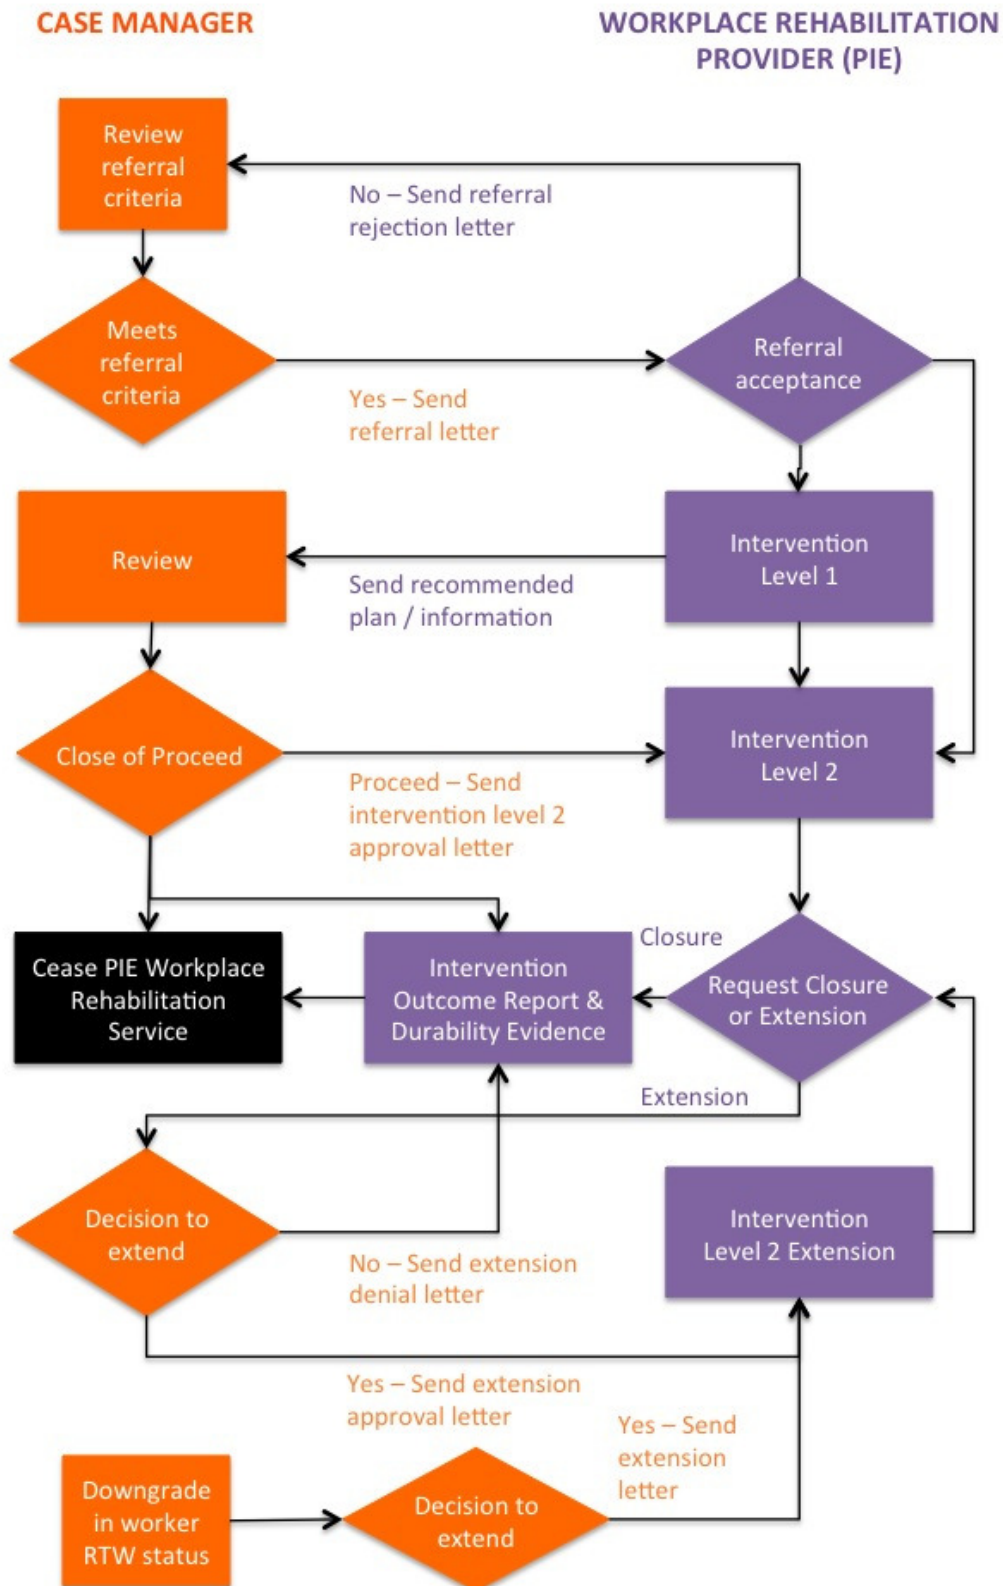 CASE MANAGER
WORKPLACE REHABILITATION
PROVIDER (PIE)
Review
referral
criteria
No – Send referral
rejection letter
Meets
referral
criteria
Yes – Send
referral letter
Referral
acceptance
Review
Send recommended
plan / information
Intervention
Level 1
Close of Proceed
Proceed – Send
intervention level 2
approval letter
Intervention
Level 2
Cease PIE Workplace
Rehabilitation
Service
Intervention
Outcome Report &
Durability Evidence
Closure
Request Closure
or Extension
Extension
Decision to
extend
No – Send extension
denial letter
Intervention
Level 2 Extension
Yes – Send extension
approval letter
Yes – Send
extension
letter
Downgrade
in worker
RTW status
Decision to
extend